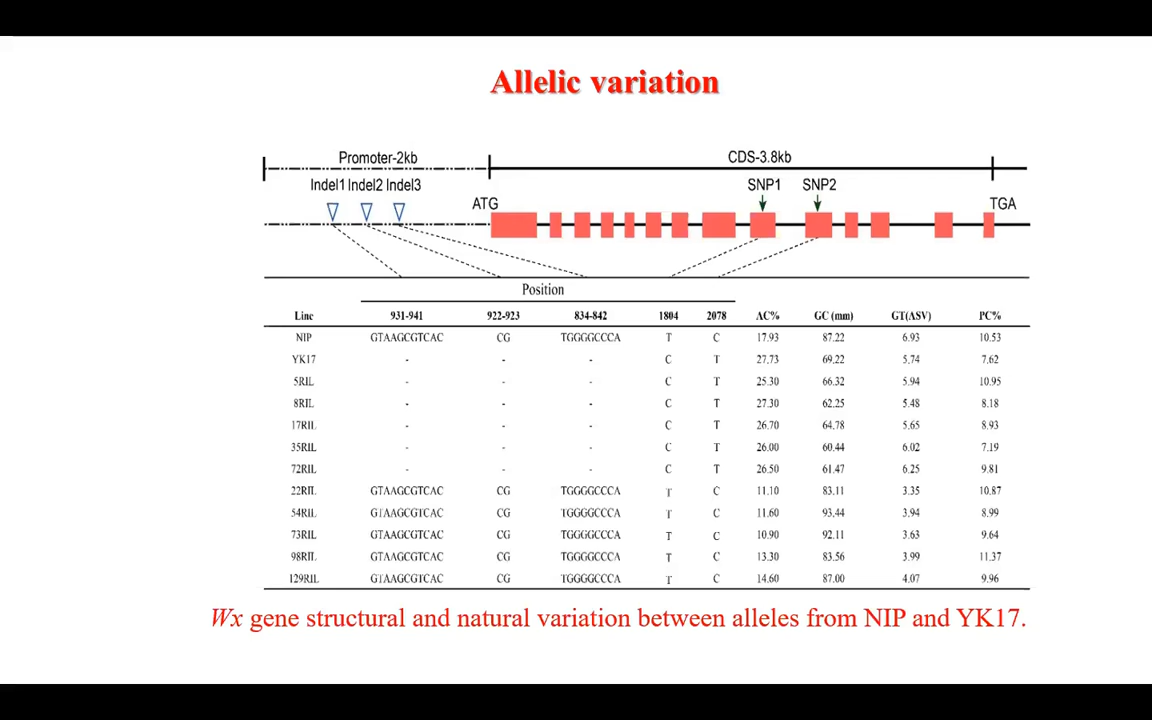 Allelic variation
Promoter-2kb CDS-3.8kb
Indel1 Indel2 Indel3 SNP1 SNP2
ATG TGA
Position
Line 931-941 922-923 834-842 1804 2078 AC% GC (mm) GT(ASV) PC%
NIP GTAAGCGTCAC CG TGGGGCCCA T C 17.93 87.22 6.93 10.53
YK17 - - - C T 27.73 69.22 5.74 7.62
5RIL - - - C T 25.30 66.32 5.94 10.95
8RIL - - - C T 27.30 62.25 5.48 8.18
17RIL - - - C T 26.70 64.78 5.65 8.93
35RIL - - - C T 26.00 60.44 6.02 7.19
72RIL - - - C T 26.50 61.47 6.25 9.81
22RIL GTAAGCGTCAC CG TGGGGCCCA T C 11.10 83.11 3.35 10.87
54RIL GTAAGCGTCAC CG TGGGGCCCA T C 11.60 93.44 3.94 8.99
73RIL GTAAGCGTCAC CG TGGGGCCCA T C 10.90 92.11 3.63 9.64
98RIL GTAAGCGTCAC CG TGGGGCCCA T C 13.30 83.56 3.99 11.37
129RIL GTAAGCGTCAC CG TGGGGCCCA T C 14.60 87.00 4.07 9.96
Wx gene structural and natural variation between alleles from NIP and YK17.